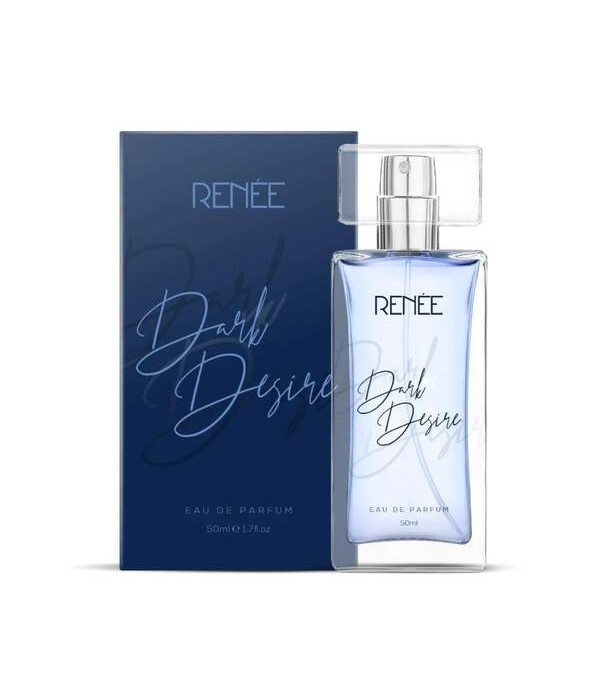 RENÉE
Dark
Desire
EAU DE PARFUM
50ml ℮ 1.7fl.oz
RENÉE
Dark
Desire
EAU DE PARFUM
50ml